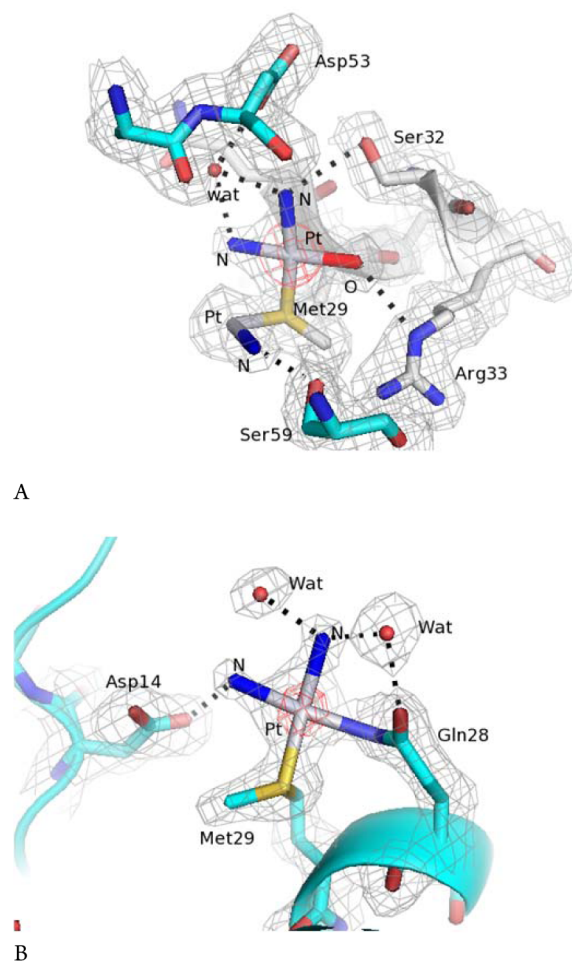 Asp53
Ser32
wat
N
Pt
N
O
Met29
Pt
N
Arg33
Ser59
A
Wat
N
Wat
N
Asp14
Pt
Gln28
Met29
B